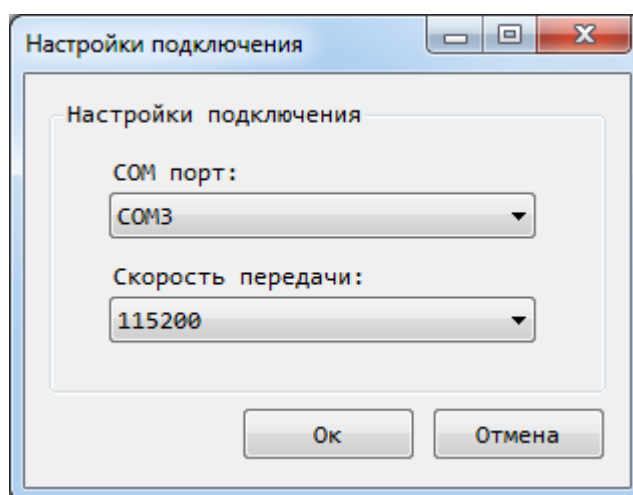 Настройки подключения
Настройки подключения
COM порт:
COM3
Скорость передачи:
115200
Ок
Отмена